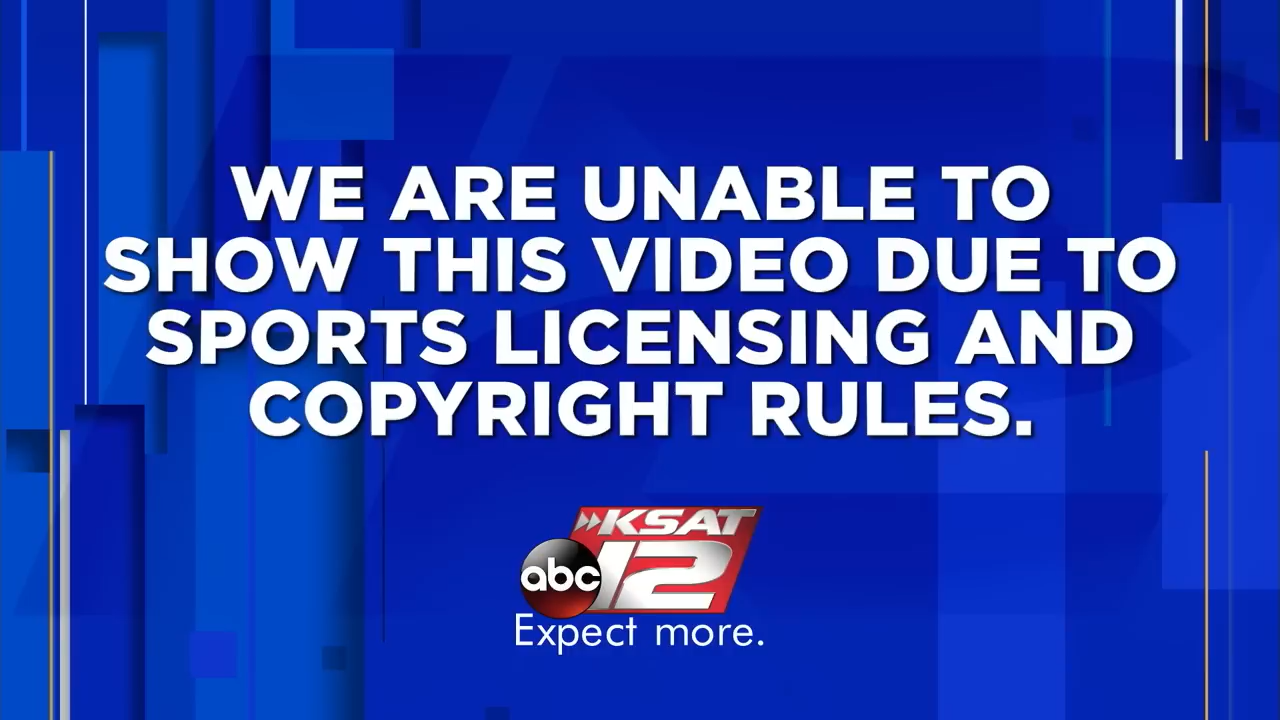 WE ARE UNABLE TO
SHOW THIS VIDEO DUE TO
SPORTS LICENSING AND
COPYRIGHT RULES.
KSAT
abc 12
Expect more.